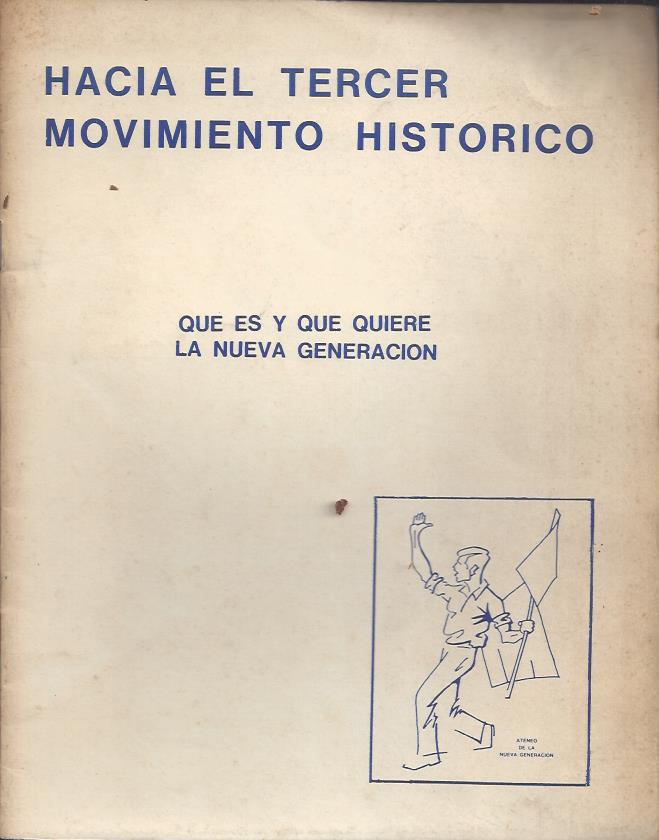 HACIA EL TERCER
MOVIMIENTO HISTORICO
QUE ES Y QUE QUIERE
LA NUEVA GENERACION
ATENEO
DE LA
NUEVA GENERACION